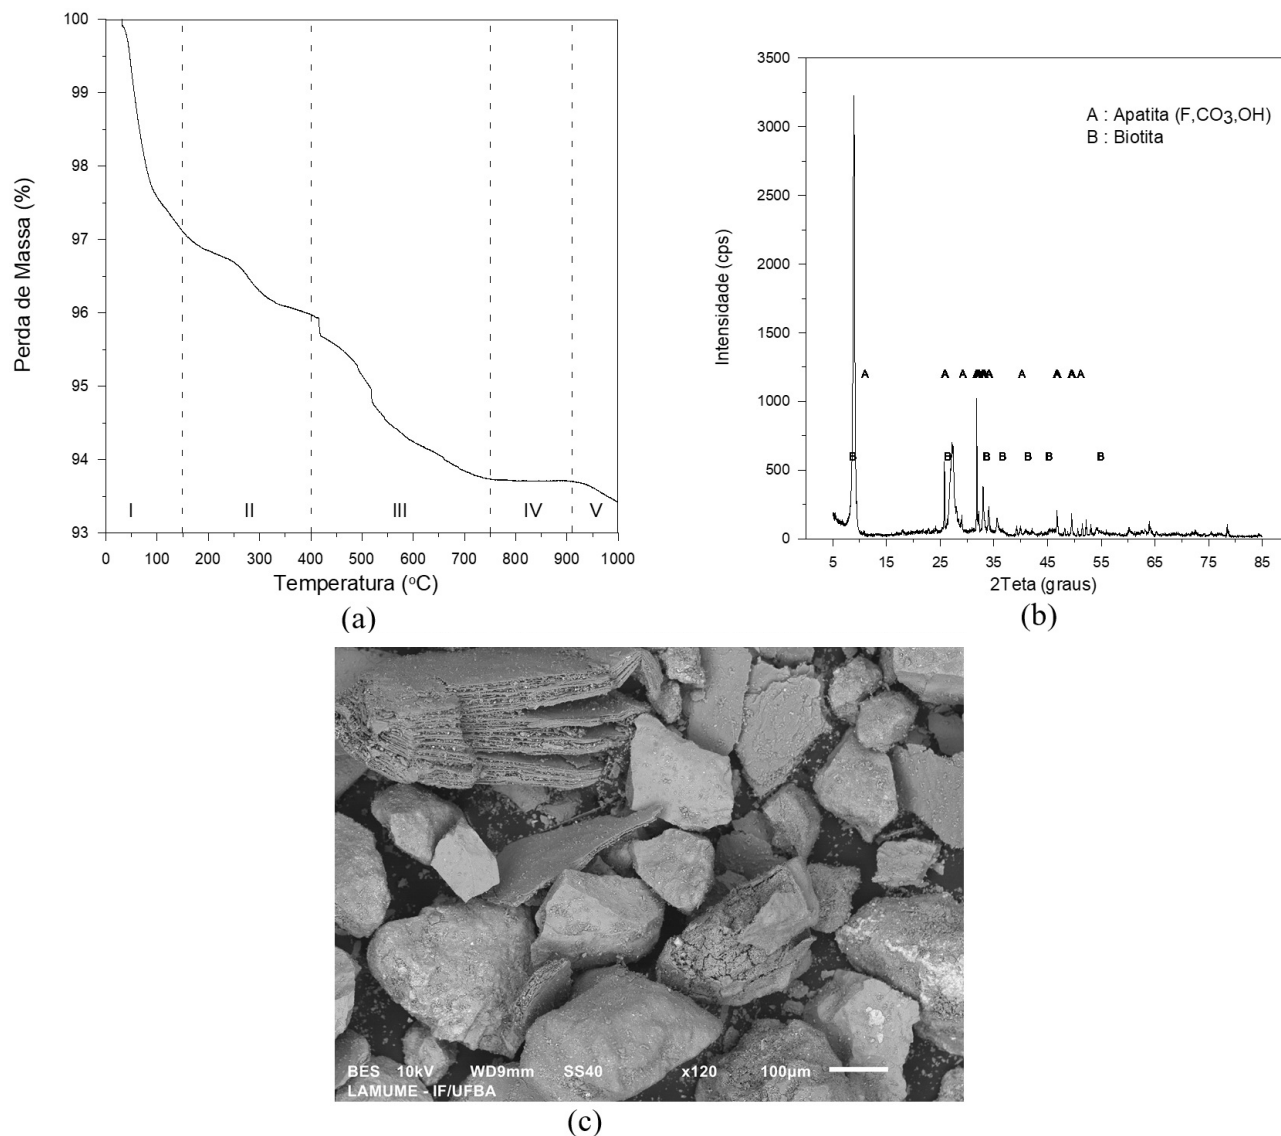 100
99
98
97
96
95
94
93
Perda de Massa (%)
I II III IV V
0 100 200 300 400 500 600 700 800 900 1000
Temperatura (ºC)
(a)
3500
3000
2500
2000
1500
1000
500
0
Intensidade (cps)
A : Apatita (F,CO3,OH)
B : Biotita
A A A A A A A A A A A
B B B B B B B
5 15 25 35 45 55 65 75 85
2Teta (graus)
(b)
BES 10kV WD9mm SS40 x120 100µm
LAMUME - IF/UFBA
(c)